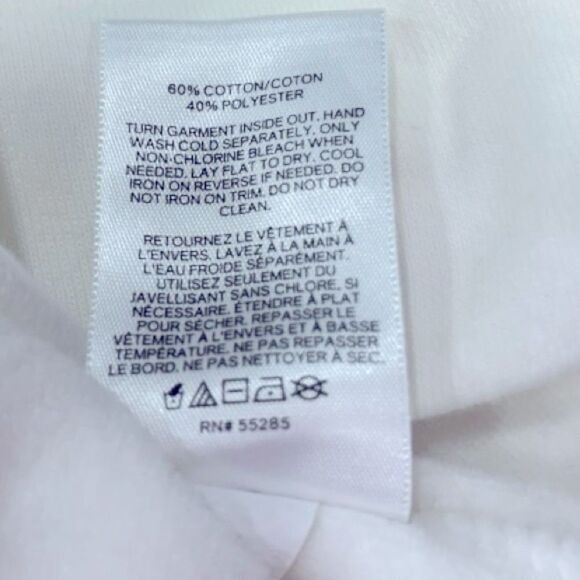 60% COTTON/COTON
40% POLYESTER
TURN GARMENT INSIDE OUT. HAND
WASH COLD SEPARATELY. ONLY
NON-CHLORINE BLEACH WHEN
NEEDED. LAY FLAT TO DRY. COOL
IRON ON REVERSE IF NEEDED. DO
NOT IRON ON TRIM. DO NOT DRY
CLEAN.
RETOURNEZ LE VÊTEMENT À
L'ENVERS. LAVEZ À LA MAIN À
L'EAU FROIDE SÉPARÉMENT.
UTILISEZ SEULEMENT DU
JAVELLISANT SANS CHLORE, SI
NÉCESSAIRE. ÉTENDRE À PLAT
POUR SÉCHER. REPASSER LE
VÊTEMENT À L'ENVERS ET À BASSE
TEMPÉRATURE. NE PAS REPASSER
LE BORD. NE PAS NETTOYER À SEC.
RN# 55285